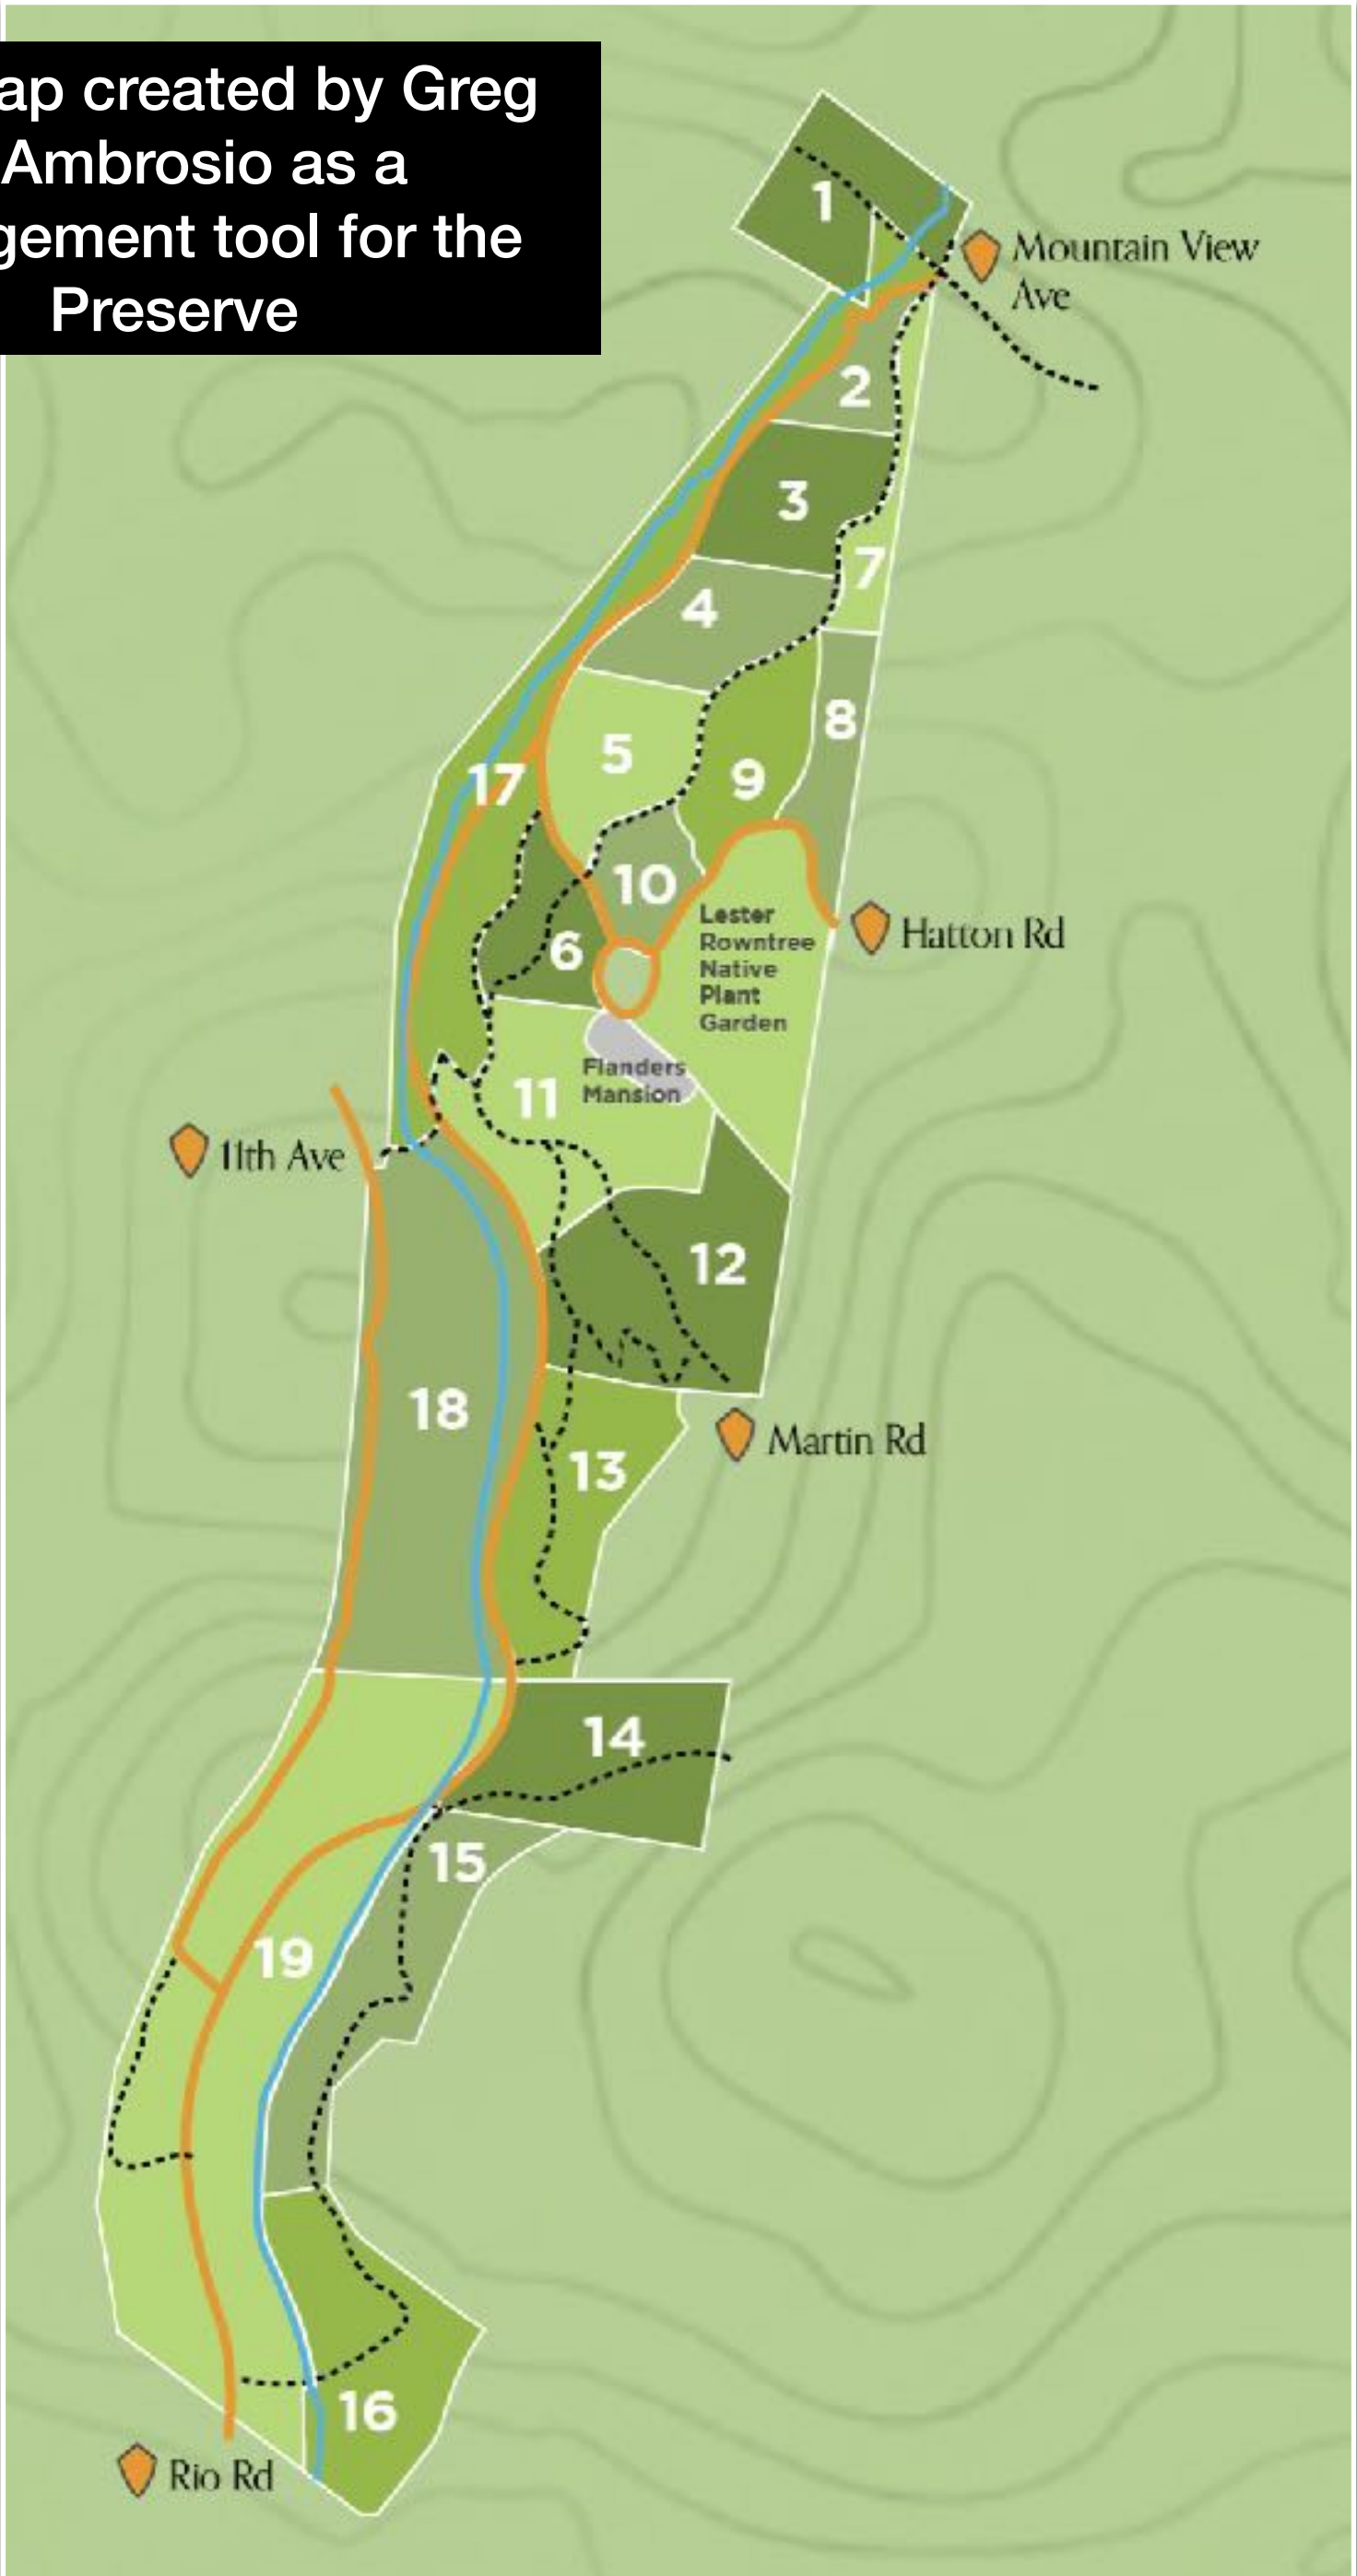 ap created by Greg
Ambrosio as a
gement tool for the
Preserve
1
Mountain View
Ave
2
3
7
4
8
5
9
17
10
Lester
Rowntree
Native
Plant
Garden
6
Hatton Rd
Flanders
Mansion
11
11th Ave
12
18
Martin Rd
13
14
15
19
16
Rio Rd